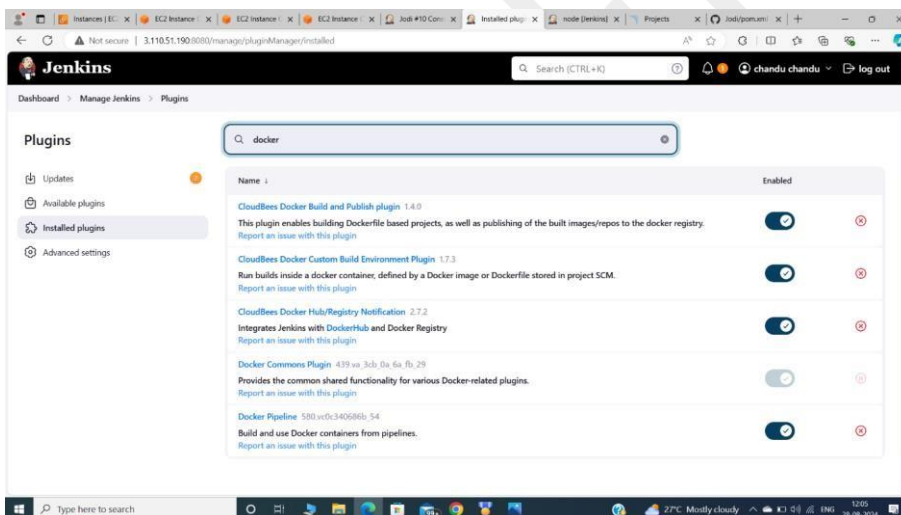 Instances | EC
EC2 Instance
EC2 Instance
EC2 Instance
Jodi #10 Con
Installed plug
node [Jenkins]
Projects
Jodi/pom.xml
Not secure | 3.110.51.190:8080/manage/pluginManager/installed
Jenkins
Search (CTRL+K)
chandu chandu
log out
Dashboard > Manage Jenkins > Plugins
Plugins
docker
Updates
Available plugins
Installed plugins
Advanced settings
Name ↓ Enabled
CloudBees Docker Build and Publish plugin 1.4.0
This plugin enables building Dockerfile based projects, as well as publishing of the built images/repos to the docker registry.
Report an issue with this plugin
CloudBees Docker Custom Build Environment Plugin 1.7.3
Run builds inside a docker container, defined by a Docker image or Dockerfile stored in project SCM.
Report an issue with this plugin
CloudBees Docker Hub/Registry Notification 2.7.2
Integrates Jenkins with DockerHub and Docker Registry
Report an issue with this plugin
Docker Commons Plugin 439.va_3cb_0a_6a_fb_29
Provides the common shared functionality for various Docker-related plugins.
Report an issue with this plugin
Docker Pipeline 580.vc0c340686b_54
Build and use Docker containers from pipelines.
Report an issue with this plugin
Type here to search
99+
27°C Mostly cloudy
ENG
12:05